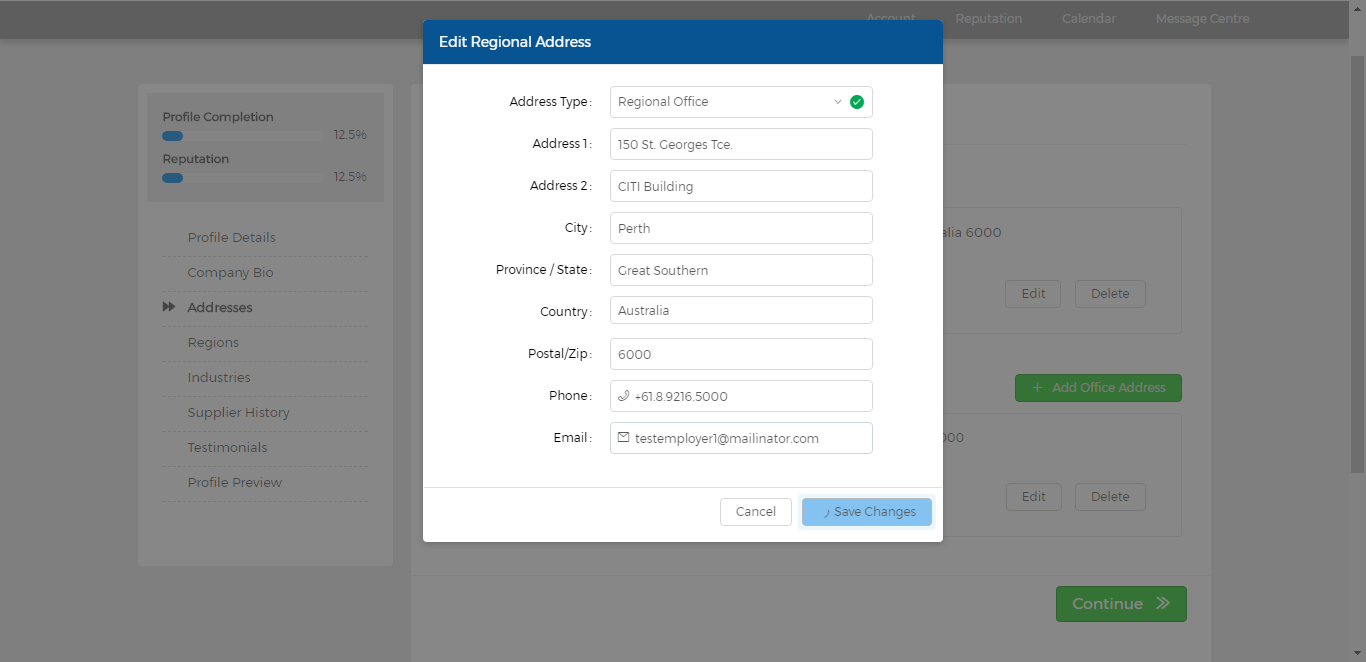 Account Reputation Calendar Message Centre
Edit Regional Address
Profile Completion
12.5%
Reputation
12.5%
Profile Details
Company Bio
Addresses
Regions
Industries
Supplier History
Testimonials
Profile Preview
Address Type: Regional Office
Address 1: 150 St. Georges Tce.
Address 2: CITI Building
City: Perth
Province / State: Great Southern
Country: Australia
Postal/Zip: 6000
Phone: +61.8.9216.5000
Email: testemployer1@mailinator.com
Cancel Save Changes
alia 6000
Edit Delete
+ Add Office Address
000
Edit Delete
Continue